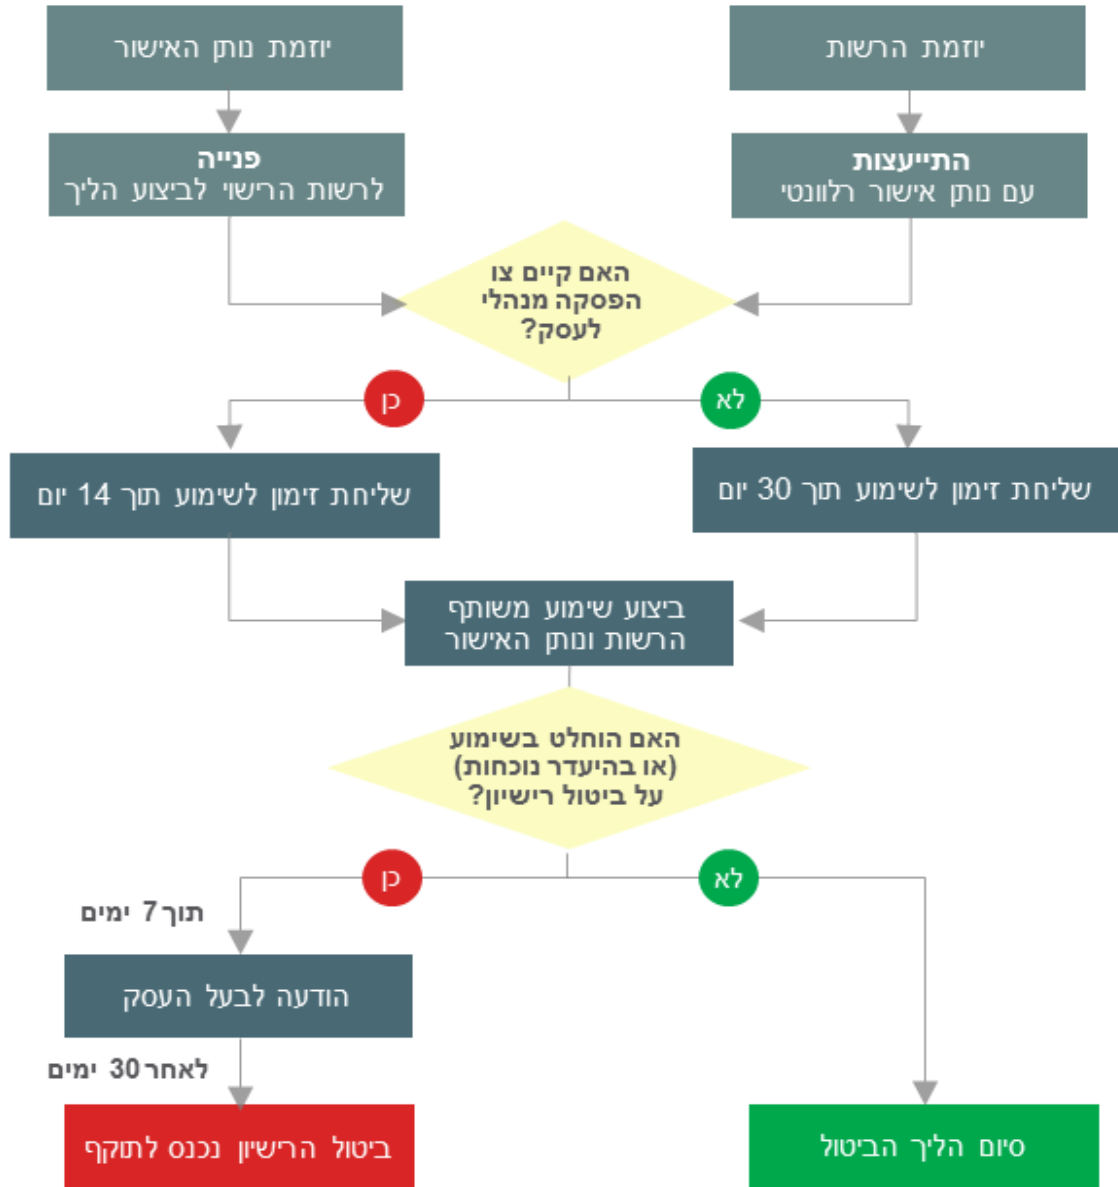 יוזמת הרשות
יוזמת נותן האישור
התייעצות
עם נותן אישור רלוונטי
פנייה
לרשות הרישוי לביצוע הליך
האם קיים צו
הפסקה מנהלי
לעסק?
לא
כן
שליחת זימון לשימוע תוך 30 יום
שליחת זימון לשימוע תוך 14 יום
ביצוע שימוע משותף
הרשות ונותן האישור
האם הוחלט בשימוע
(או בהיעדר נוכחות)
על ביטול רישיון?
לא
כן
תוך 7 ימים
הודעה לבעל העסק
לאחר 30 ימים
סיום הליך הביטול
ביטול הרישיון נכנס לתוקף